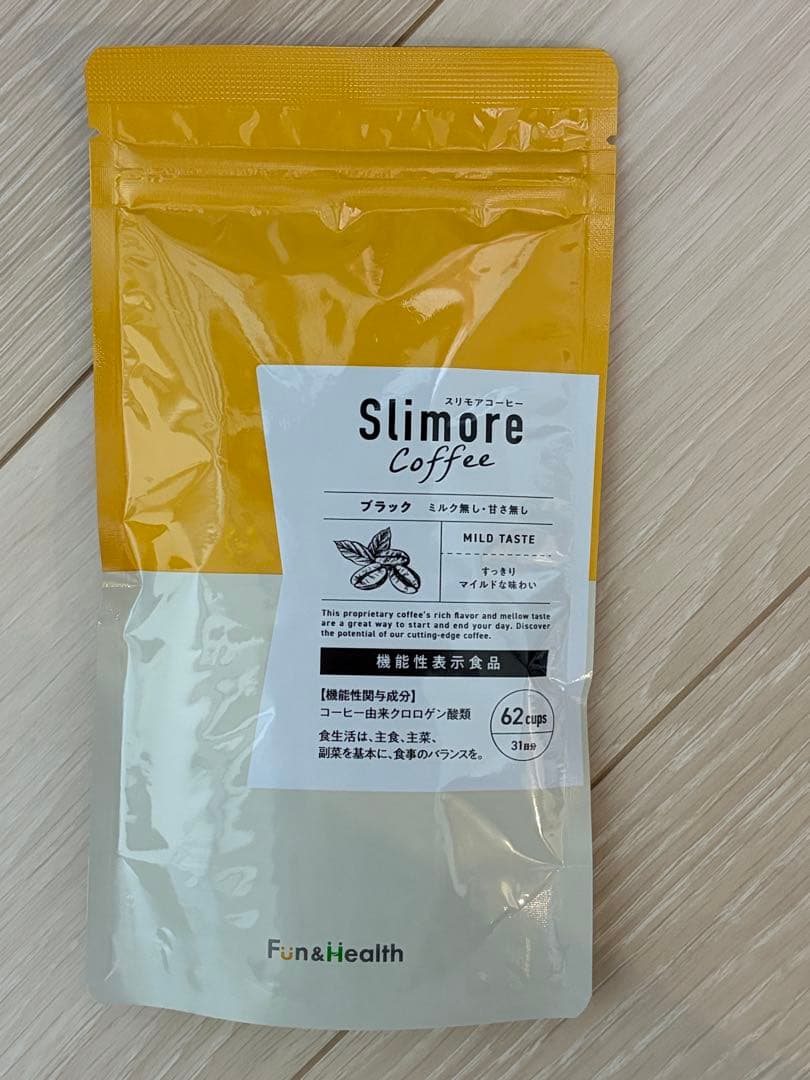 スリモアコーヒー
Slimore
Coffee
ブラック ミルク無し・甘さ無し
MILD TASTE
すっきり
マイルドな味わい
This proprietary coffee's rich flavor and mellow taste
are a great way to start and end your day. Discover
the potential of our cutting-edge coffee.
機能性表示食品
【機能性関与成分】
コーヒー由来クロロゲン酸類
食生活は、主食、主菜、
副菜を基本に、食事のバランスを。
62 cups
31日分
Fun&Health